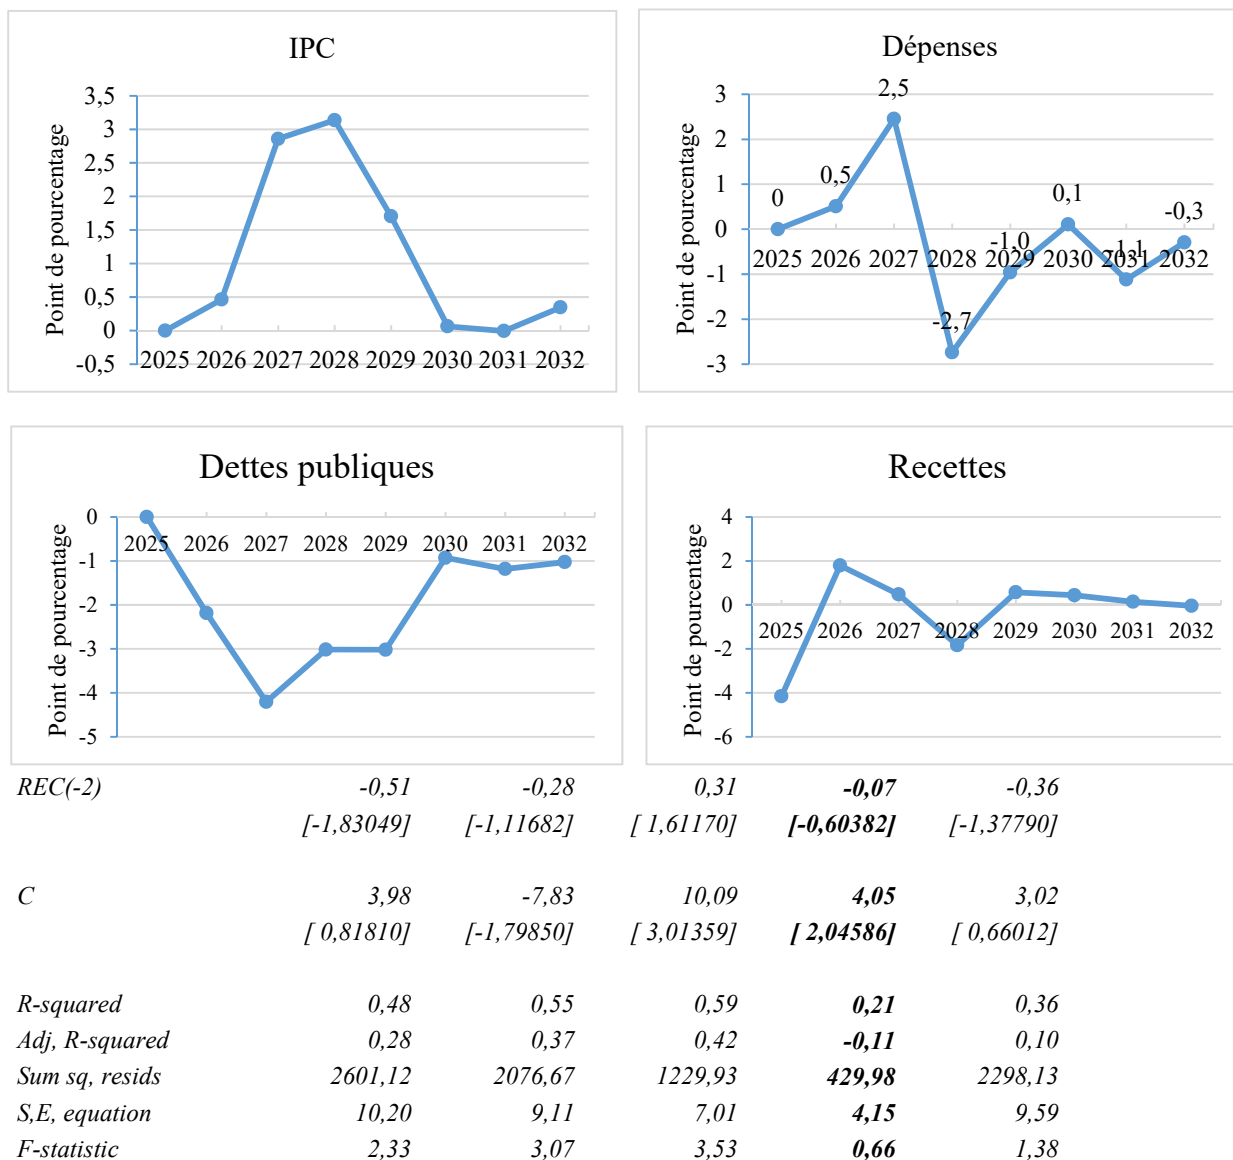 IPC
Point de pourcentage
3,5
3
2,5
2
1,5
1
0,5
0
-0,5
2025 2026 2027 2028 2029 2030 2031 2032
Dépenses
Point de pourcentage
3
2
1
0
-1
-2
-3
0
0,5
2,5
-2,7
-1,0
0,1
-1,1
-0,3
2025 2026 2027 2028 2029 2030 2031 2032
Dettes publiques
Point de pourcentage
0
-1
-2
-3
-4
-5
2025 2026 2027 2028 2029 2030 2031 2032
Recettes
Point de pourcentage
4
2
0
-2
-4
-6
2025 2026 2027 2028 2029 2030 2031 2032
REC(-2) -0,51 -0,28 0,31 -0,07 -0,36
[-1,83049] [-1,11682] [ 1,61170] [-0,60382] [-1,37790]
C 3,98 -7,83 10,09 4,05 3,02
[ 0,81810] [-1,79850] [ 3,01359] [ 2,04586] [ 0,66012]
R-squared 0,48 0,55 0,59 0,21 0,36
Adj, R-squared 0,28 0,37 0,42 -0,11 0,10
Sum sq, resids 2601,12 2076,67 1229,93 429,98 2298,13
S,E, equation 10,20 9,11 7,01 4,15 9,59
F-statistic 2,33 3,07 3,53 0,66 1,38